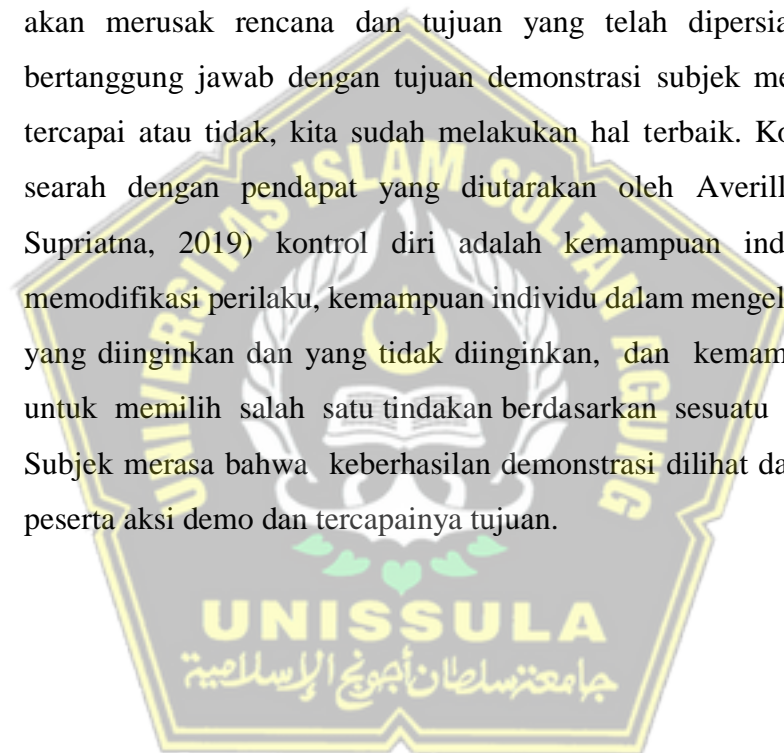 akan merusak rencana dan tujuan yang telah dipersia
bertanggung jawab dengan tujuan demonstrasi subjek me
tercapai atau tidak, kita sudah melakukan hal terbaik. Ko
searah dengan pendapat yang diutarakan oleh Averill
Supriatna, 2019) kontrol diri adalah kemampuan ind
memodifikasi perilaku, kemampuan individu dalam mengel
yang diinginkan dan yang tidak diinginkan, dan kemam
untuk memilih salah satu tindakan berdasarkan sesuatu
Subjek merasa bahwa keberhasilan demonstrasi dilihat da
peserta aksi demo dan tercapainya tujuan.
UNIVERSITAS ISLAM SULTAN AGUNG
UNISSULA
جامعة سلطان أجونج الإسلامية